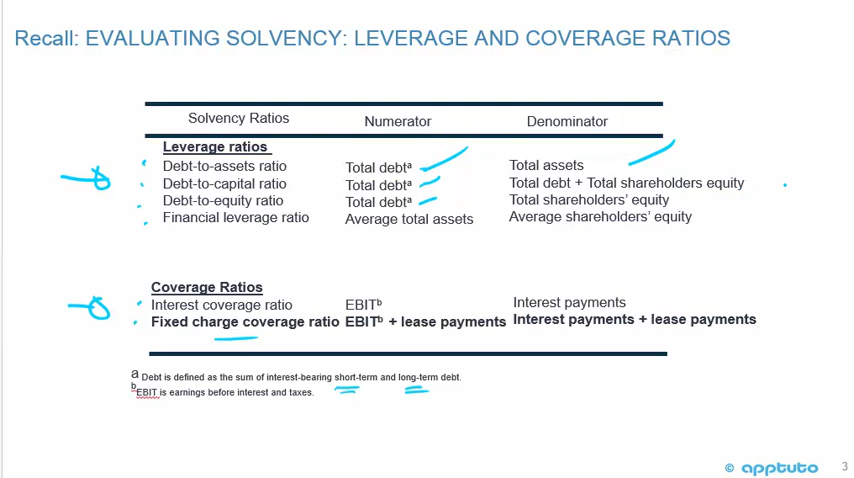 Recall: EVALUATING SOLVENCY: LEVERAGE AND COVERAGE RATIOS
Solvency Ratios Numerator Denominator
Leverage ratios
Debt-to-assets ratio Total debtᵃ Total assets
Debt-to-capital ratio Total debtᵃ Total debt + Total shareholders equity
Debt-to-equity ratio Total debtᵃ Total shareholders' equity
Financial leverage ratio Average total assets Average shareholders' equity
Coverage Ratios
Interest coverage ratio EBITᵇ Interest payments
Fixed charge coverage ratio EBITᵇ + lease payments Interest payments + lease payments
a Debt is defined as the sum of interest-bearing short-term and long-term debt.
ᵇEBIT is earnings before interest and taxes.
© apptuto 3